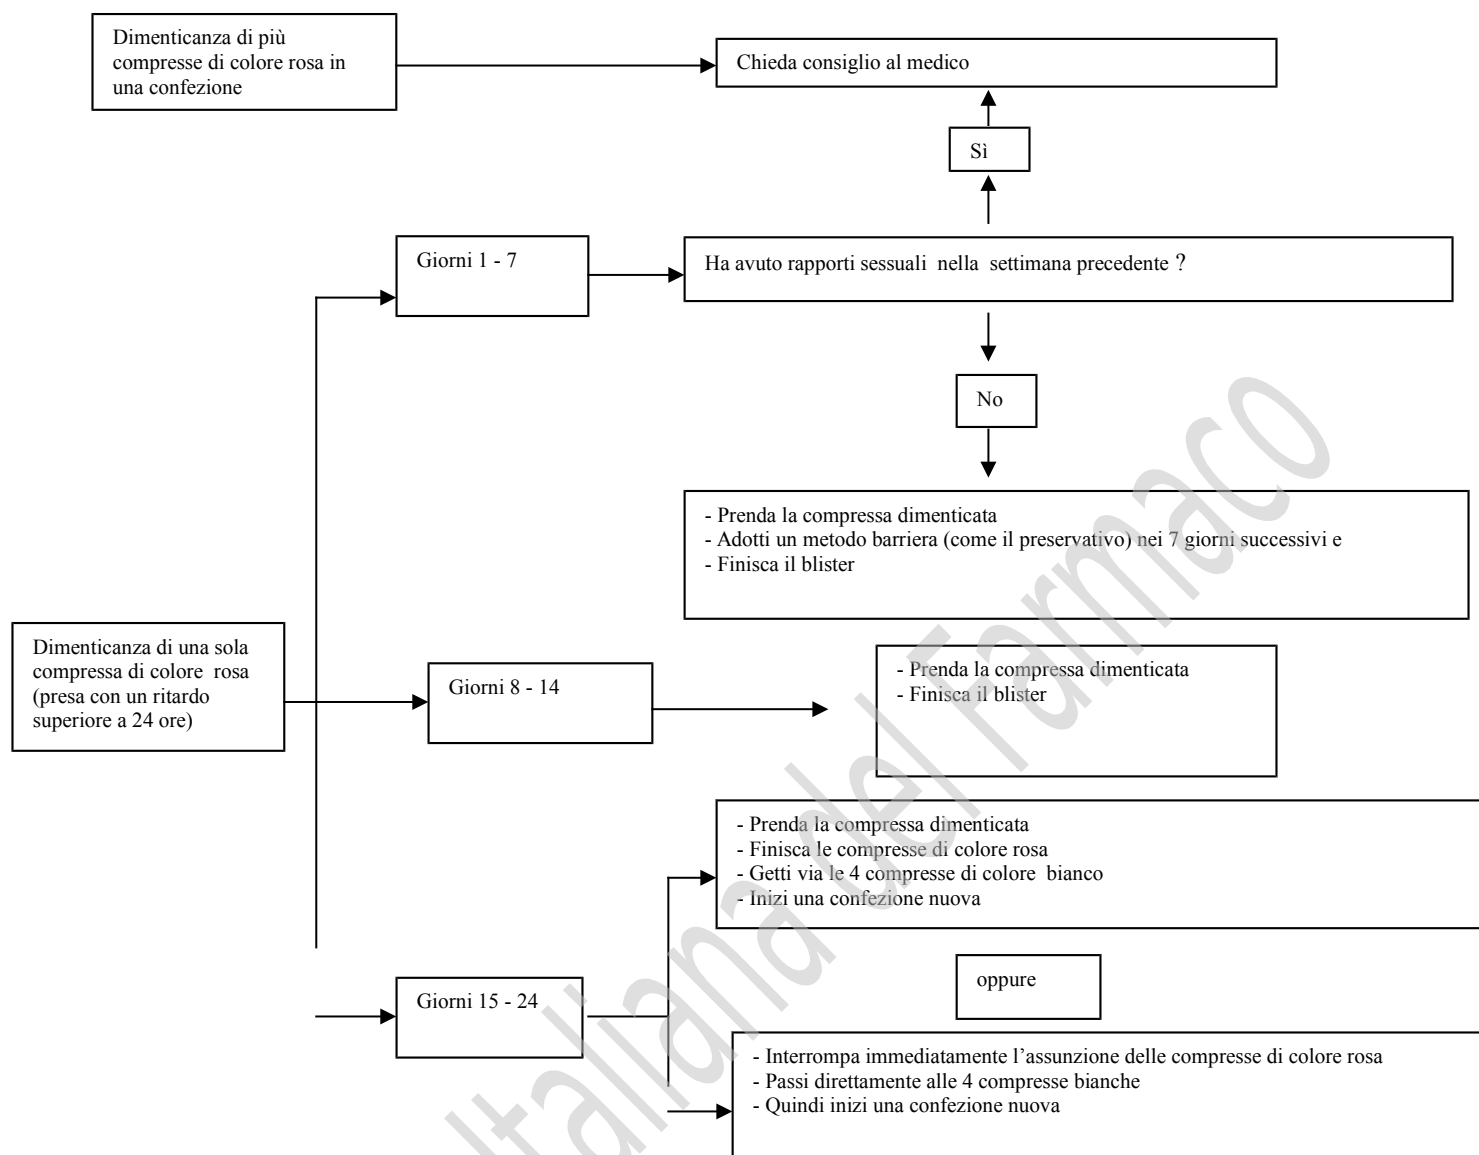 Dimenticanza di più
compresse di colore rosa in
una confezione
Chieda consiglio al medico
Sì
Giorni 1 - 7
Ha avuto rapporti sessuali nella settimana precedente ?
No
- Prenda la compressa dimenticata
- Adotti un metodo barriera (come il preservativo) nei 7 giorni successivi e
- Finisca il blister
Dimenticanza di una sola
compressa di colore rosa
(presa con un ritardo
superiore a 24 ore)
Giorni 8 - 14
- Prenda la compressa dimenticata
- Finisca il blister
- Prenda la compressa dimenticata
- Finisca le compresse di colore rosa
- Getti via le 4 compresse di colore bianco
- Inizi una confezione nuova
Giorni 15 - 24
oppure
- Interrompa immediatamente l'assunzione delle compresse di colore rosa
- Passi direttamente alle 4 compresse bianche
- Quindi inizi una confezione nuova
Italiana del Farmaco